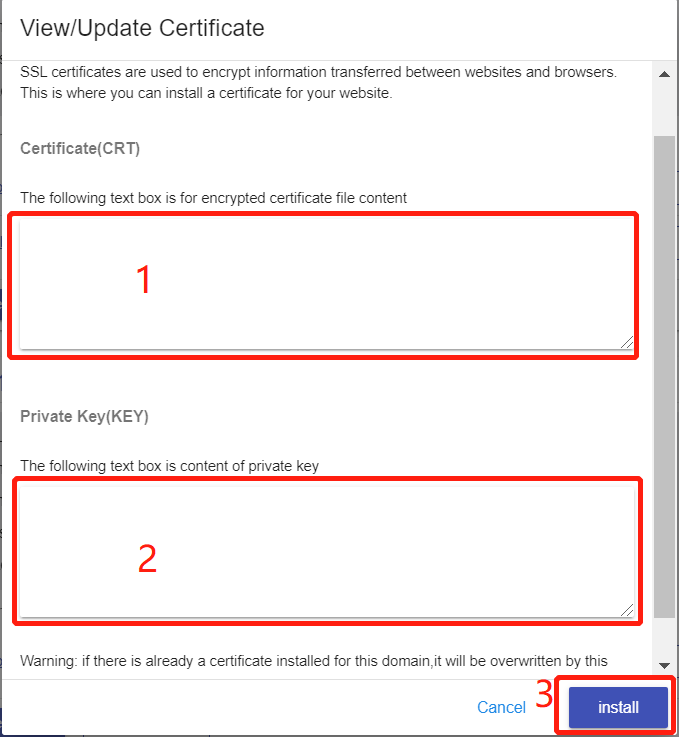 View/Update Certificate
SSL certificates are used to encrypt information transferred between websites and browsers.
This is where you can install a certificate for your website.
Certificate(CRT)
The following text box is for encrypted certificate file content
1
Private Key(KEY)
The following text box is content of private key
2
Warning: if there is already a certificate installed for this domain,it will be overwritten by this
Cancel
3
install